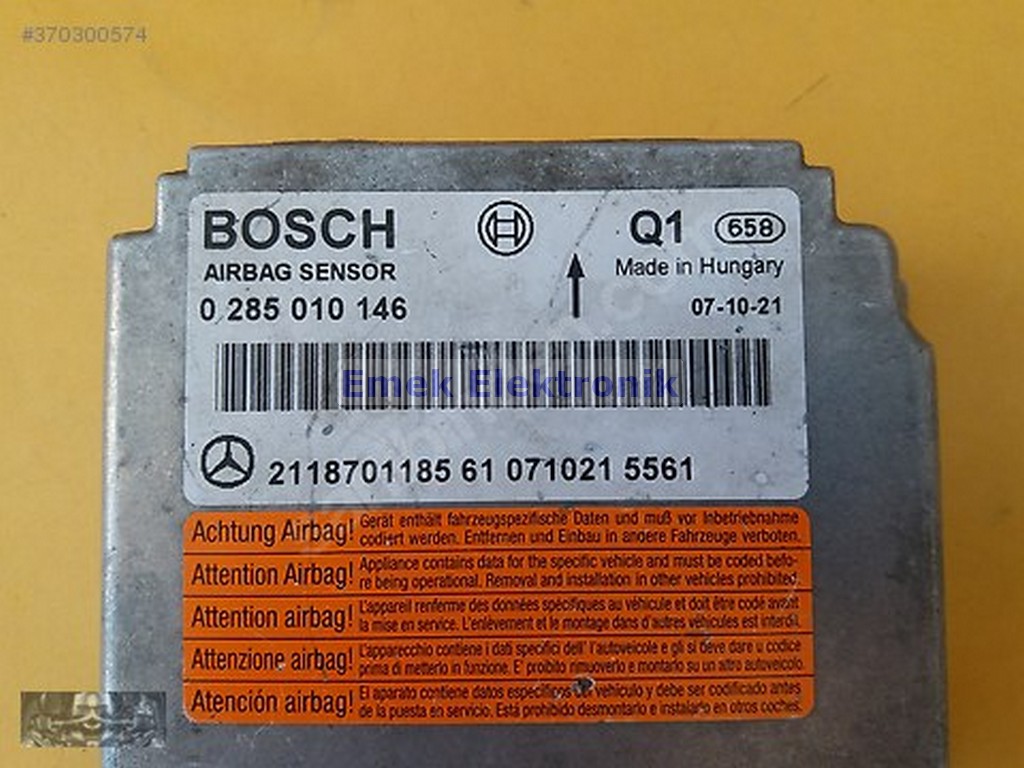 #370300574
BOSCH
Q1 658
AIRBAG SENSOR
Made in Hungary
0 285 010 146
07-10-21
Emek Elektronik
2118701185 61 071021 5561
Achtung Airbag! Gerät enthält fahrzeugspezifische Daten und muß vor Inbetriebnahme
codiert werden. Entfernen und Einbau in andere Fahrzeuge verboten.
Attention Airbag! Appliance contains data for the specific vehicle and must be coded befo-
re being operational. Removal and installation in other vehicles prohibited.
Attention airbag! L'appareil renferme des données spécifiques au véhicule et doit être codé avant
la mise en service. L'enlèvement et le montage dans d'autres véhicules est interdit.
Attenzione airbag! L'apparecchio contiene i dati specifici dell' l'autoveicolo e gli si deve dare u codice
prima di metterlo in funzione. E' proibito rimuoverlo e montarlo su un altro autoveicolo.
Atención airbag! El aparato contiene datos específicos de vehículo y debe ser codificado antes
de la puesta en servicio. Está prohibido desmontarlo e instalarlo en otros coches.